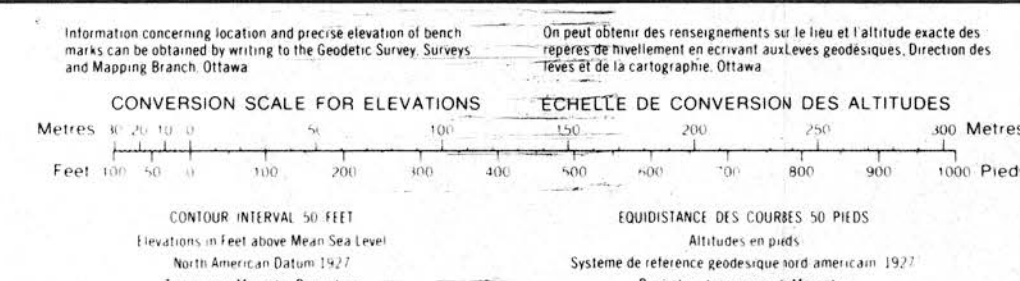 Information concerning location and precise elevation of bench
marks can be obtained by writing to the Geodetic Survey, Surveys
and Mapping Branch, Ottawa
On peut obtenir des renseignements sur le lieu et l'altitude exacte des
repères de nivellement en ecrivant aux Levés geodésiques, Direction des
levés et de la cartographie, Ottawa
CONVERSION SCALE FOR ELEVATIONS
ÉCHELLE DE CONVERSION DES ALTITUDES
Metres 30 20 10 0 50 100 150 200 250 300 Metres
Feet 100 50 0 100 200 300 400 500 600 700 800 900 1000 Pieds
CONTOUR INTERVAL 50 FEET
Elevations in Feet above Mean Sea Level
North American Datum 1927
EQUIDISTANCE DES COURBES 50 PIEDS
Altitudes en pieds
Systeme de reference geodesique nord americain 1927